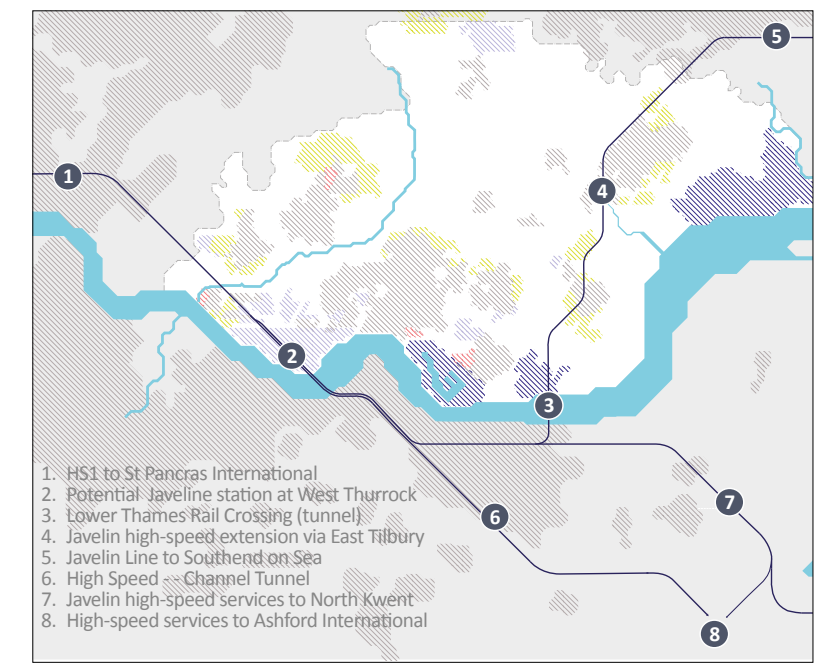 5
1
4
2
3
7
6
8
1. HS1 to St Pancras International
2. Potential Javeline station at West Thurrock
3. Lower Thames Rail Crossing (tunnel)
4. Javelin high-speed extension via East Tilbury
5. Javelin Line to Southend on Sea
6. High Speed -- Channel Tunnel
7. Javelin high-speed services to North Kwent
8. High-speed services to Ashford International